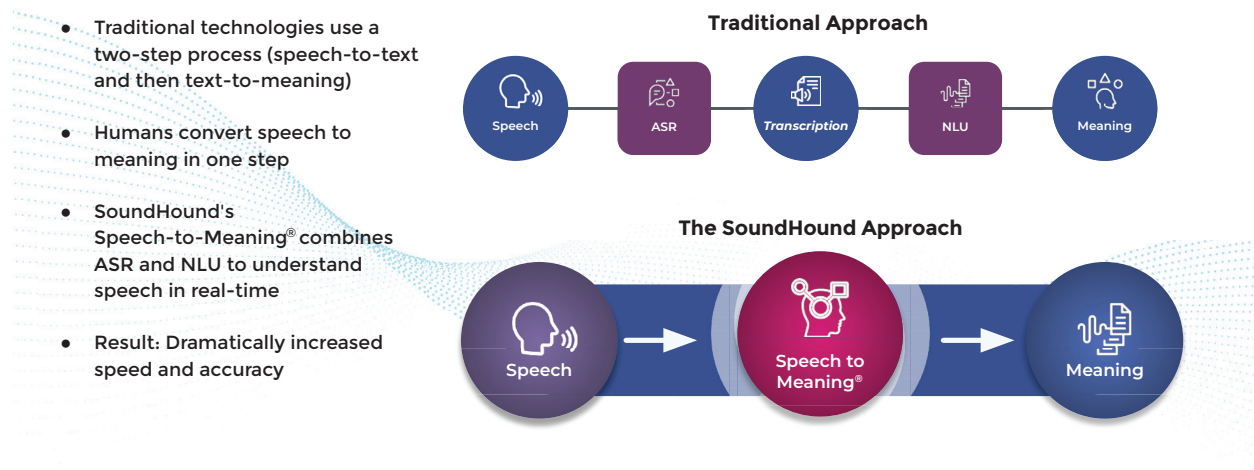 ● Traditional technologies use a
two-step process (speech-to-text
and then text-to-meaning)
● Humans convert speech to
meaning in one step
● SoundHound's
Speech-to-Meaning® combines
ASR and NLU to understand
speech in real-time
● Result: Dramatically increased
speed and accuracy
Traditional Approach
Speech
ASR
Transcription
NLU
Meaning
The SoundHound Approach
Speech
Speech to
Meaning®
Meaning